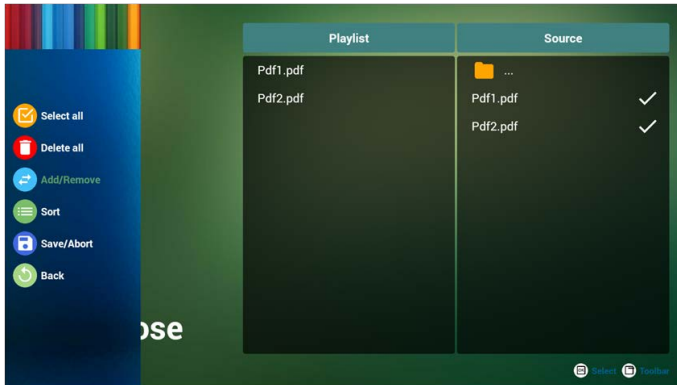 Playlist
Source
Pdf1.pdf
Pdf2.pdf
...
Pdf1.pdf
Pdf2.pdf
Select all
Delete all
Add/Remove
Sort
Save/Abort
Back
ose
Select
Toolbar